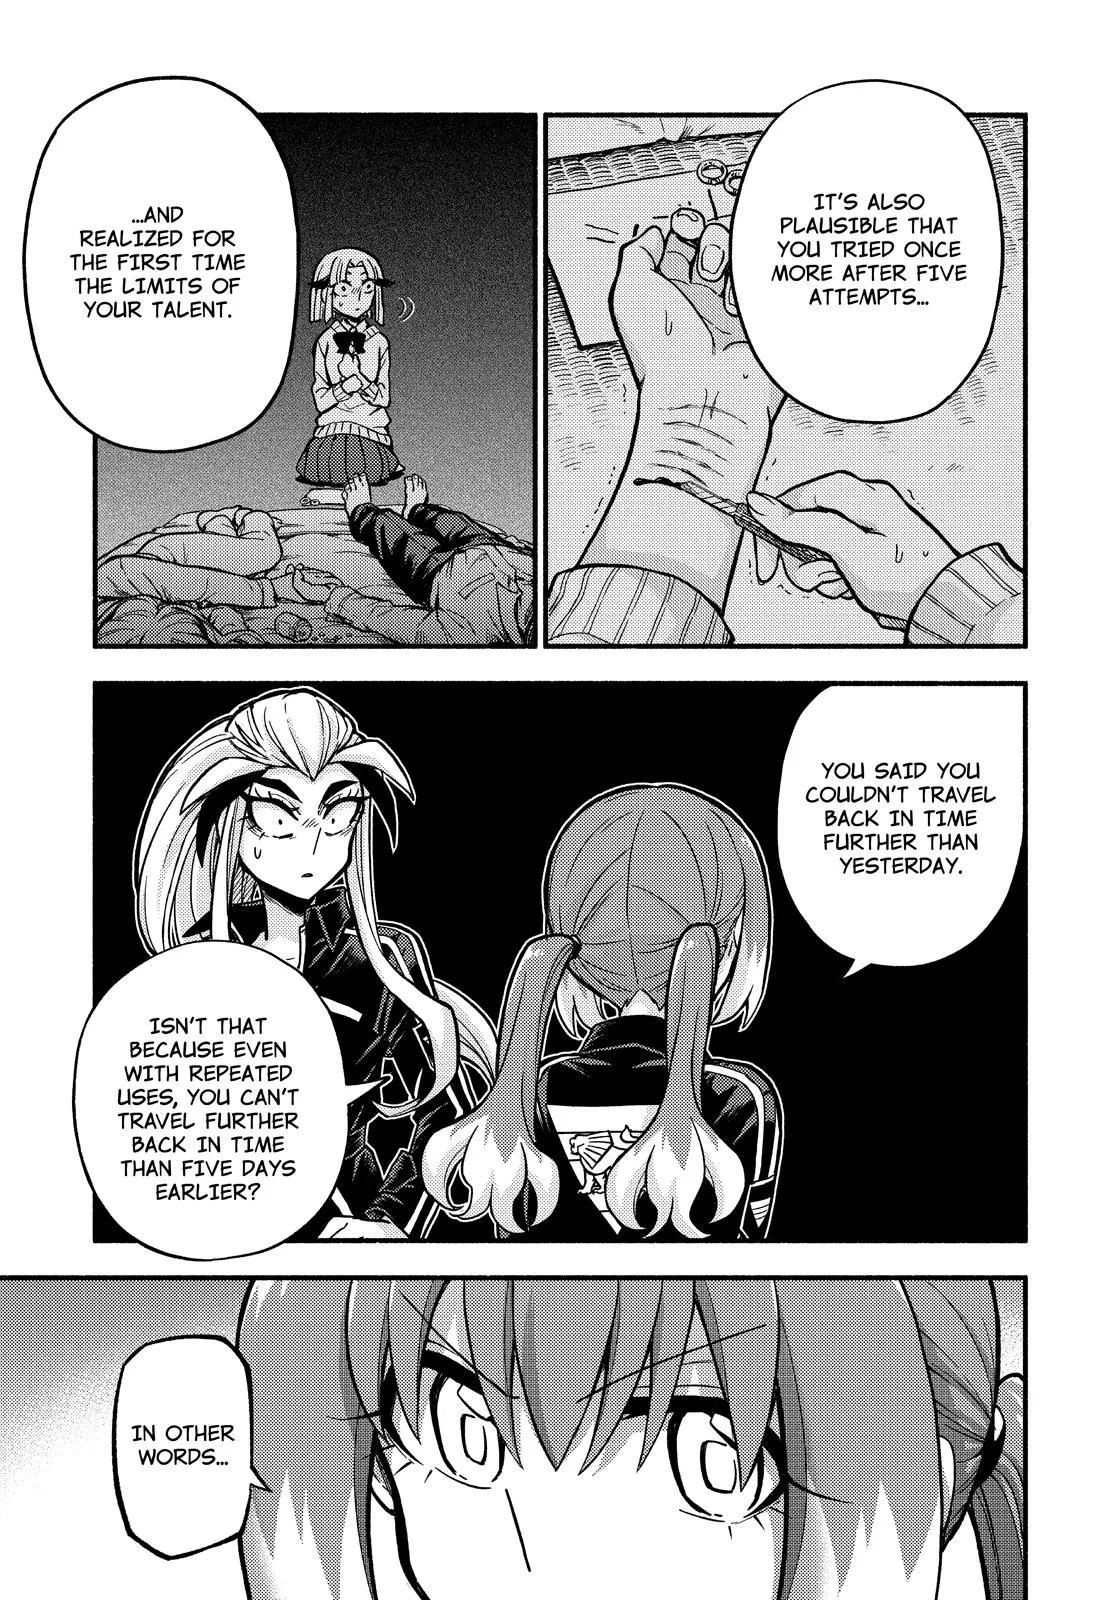 IT'S ALSO
PLAUSIBLE THAT
YOU TRIED ONCE
MORE AFTER FIVE
ATTEMPTS...
...AND
REALIZED FOR
THE FIRST TIME
THE LIMITS OF
YOUR TALENT.
YOU SAID YOU
COULDN'T TRAVEL
BACK IN TIME
FURTHER THAN
YESTERDAY.
ISN'T THAT
BECAUSE EVEN
WITH REPEATED
USES, YOU CAN'T
TRAVEL FURTHER
BACK IN TIME
THAN FIVE DAYS
EARLIER?
IN OTHER
WORDS...